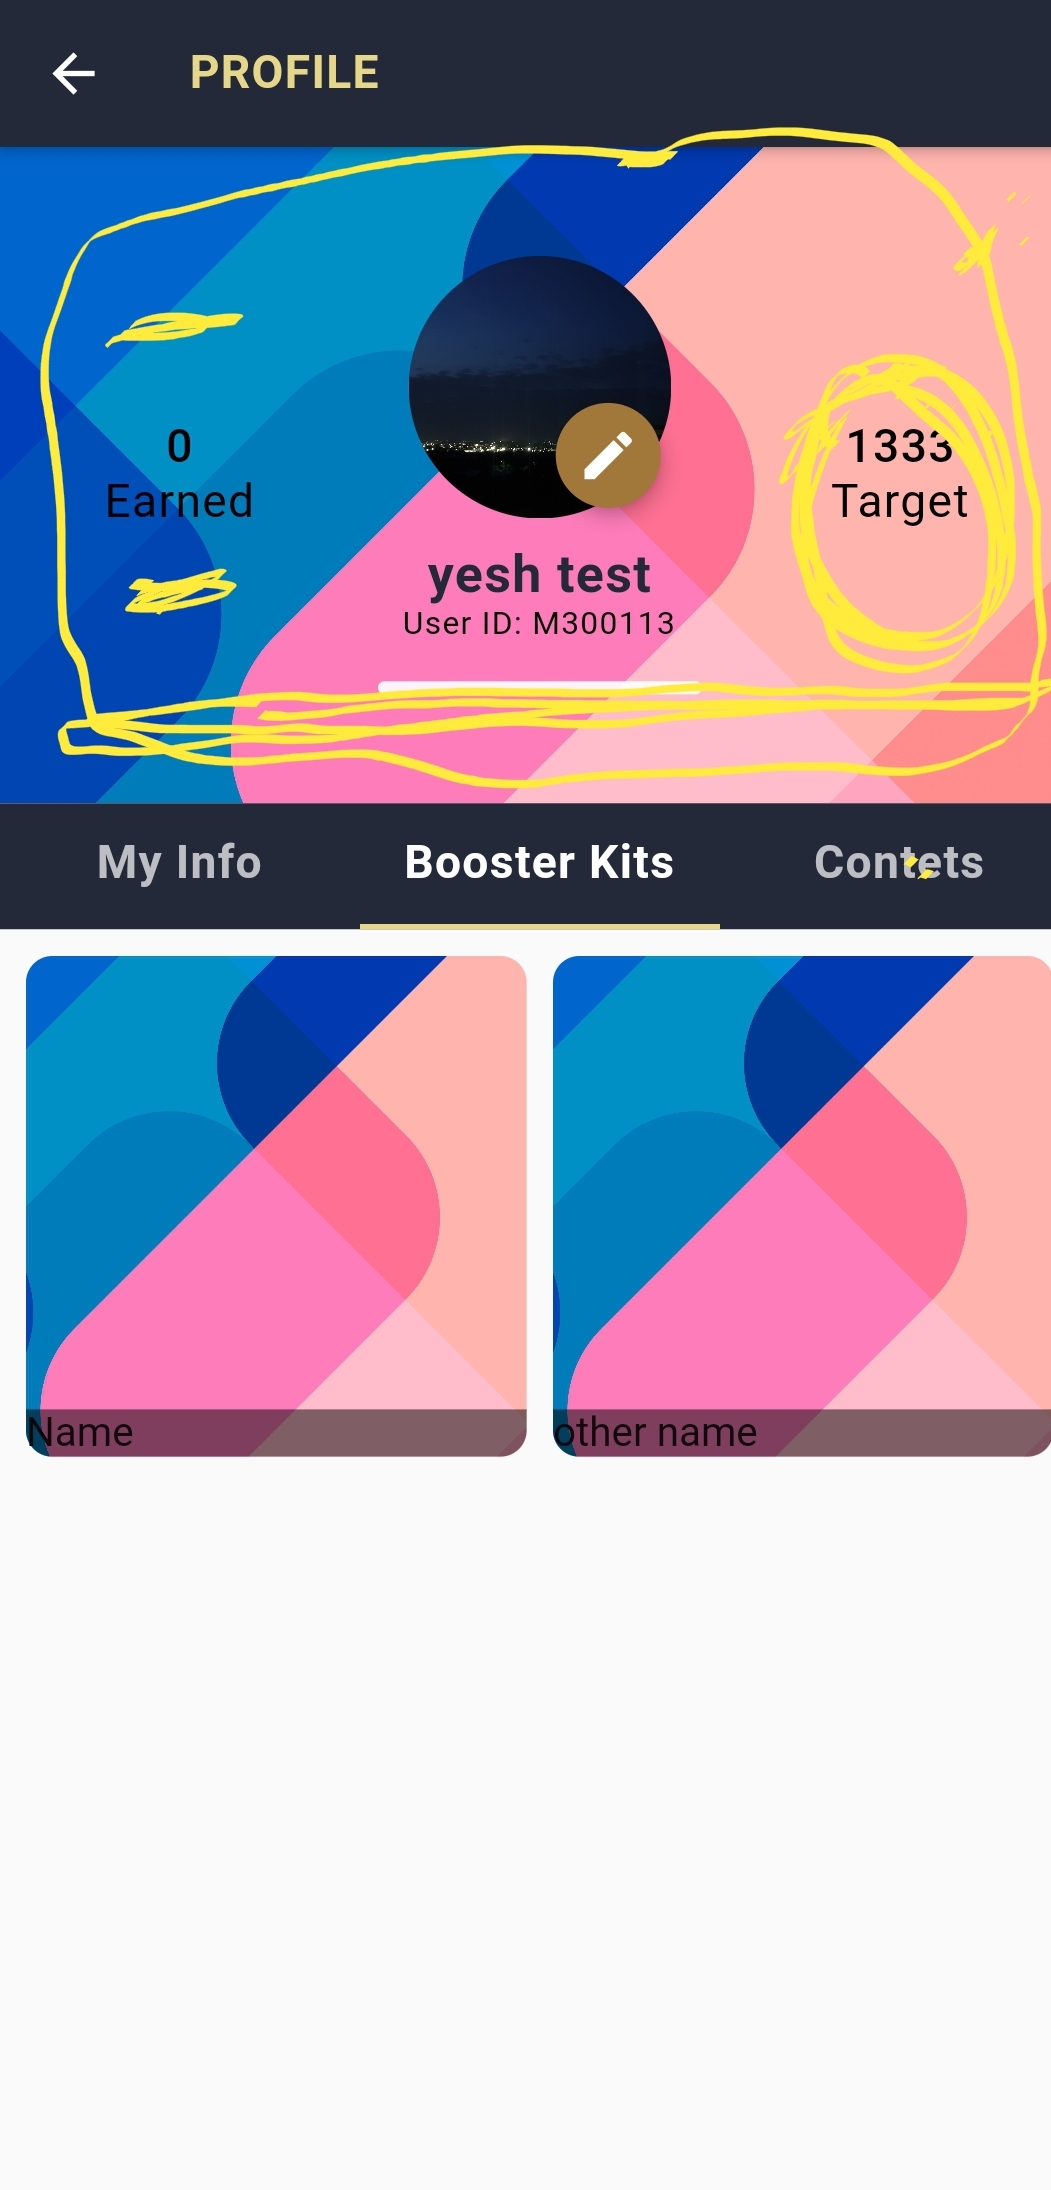 PROFILE
0
Earned
1333
Target
yesh test
User ID: M300113
My Info
Booster Kits
Contets
Name
other name